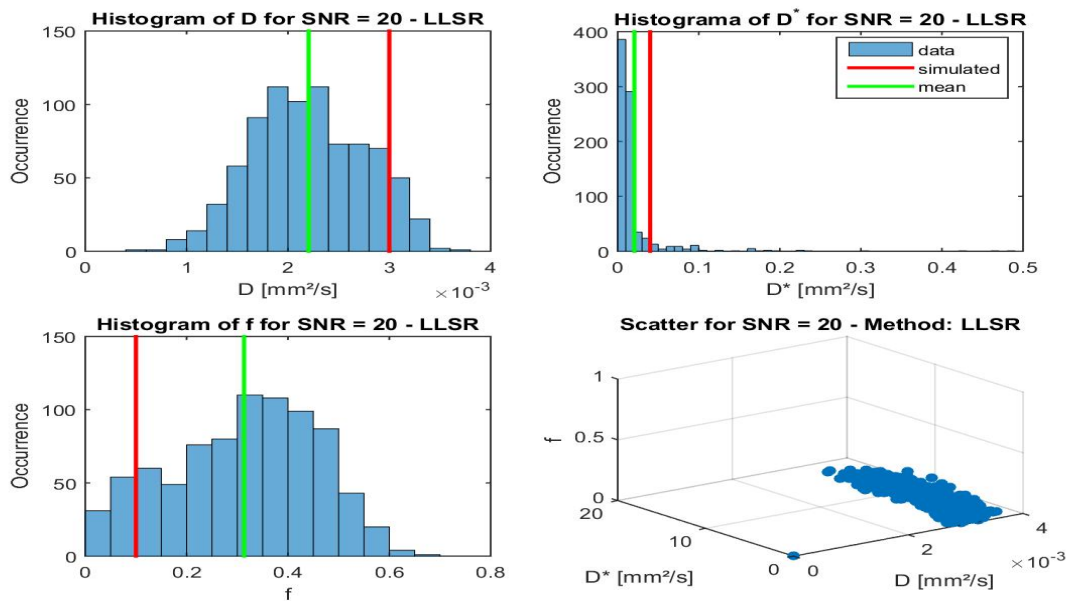 Histogram of D for SNR = 20 - LLSR
150
100
50
0
Occurrence
0 1 2 3 4
D [mm²/s]
×10-3
Histograma of D* for SNR = 20 - LLSR
400
300
200
100
0
Occurrence
data
simulated
mean
0 0.1 0.2 0.3 0.4 0.5
D* [mm²/s]
Histogram of f for SNR = 20 - LLSR
150
100
50
0
Occurrence
0 0.2 0.4 0.6 0.8
f
Scatter for SNR = 20 - Method: LLSR
1
0.5
0
f
20
10
0
D* [mm²/s]
0
2
4
×10-3
D [mm²/s]